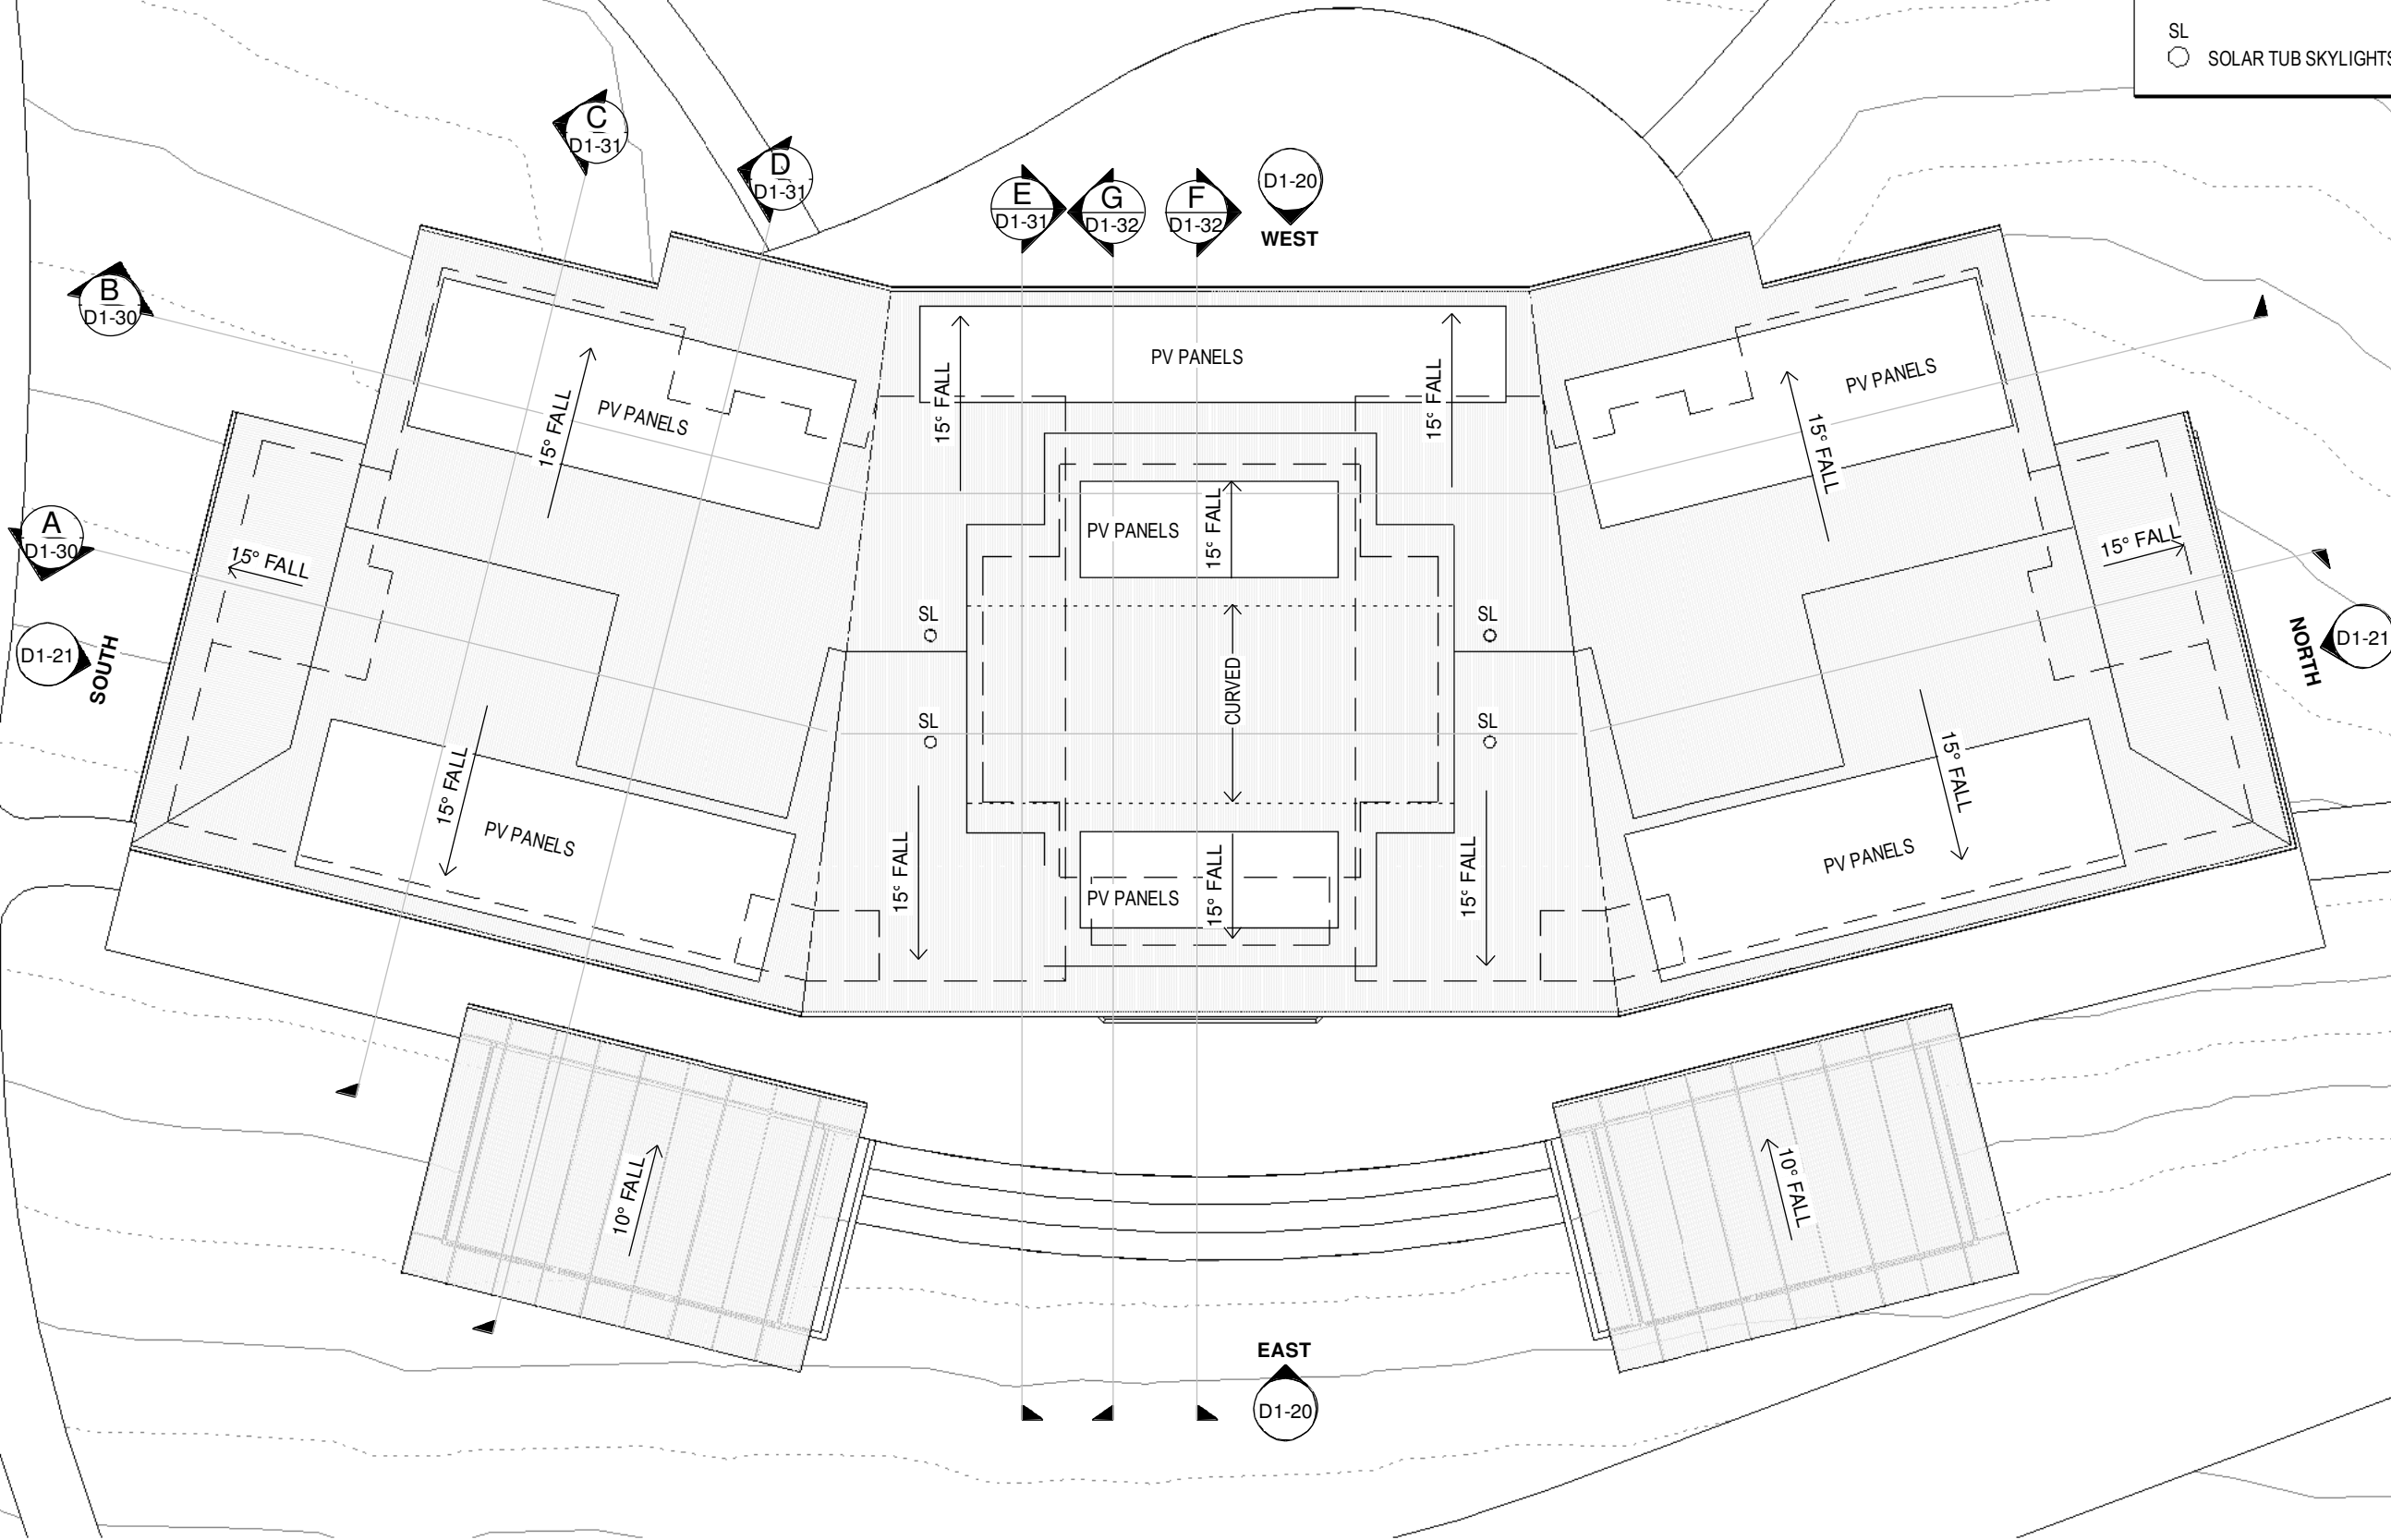 SL
SOLAR TUB SKYLIGHTS
C
D1-31
D
D1-31
E
D1-31
G
D1-32
F
D1-32
D1-20
WEST
B
D1-30
A
D1-30
D1-21
SOUTH
NORTH
D1-21
PV PANELS
15° FALL
15° FALL
15° FALL
PV PANELS
15° FALL
PV PANELS
15° FALL
15° FALL
PV PANELS
15° FALL
SL
SL
CURVED
SL
SL
15° FALL
PV PANELS
15° FALL
PV PANELS
15° FALL
15° FALL
15° FALL
PV PANELS
10° FALL
10° FALL
EAST
D1-20